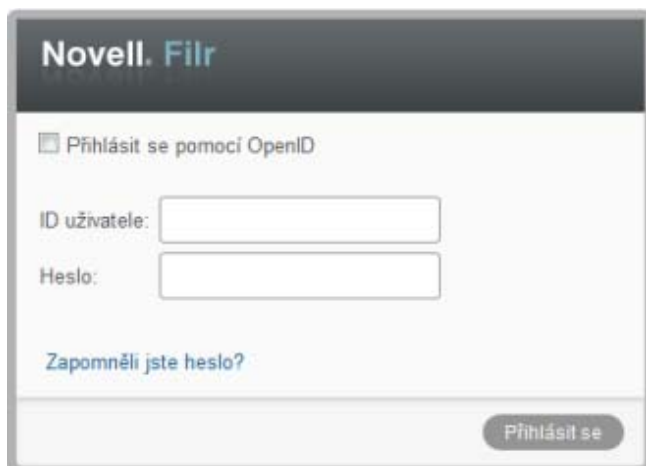 Novell. Filr
Přihlásit se pomocí OpenID
ID uživatele:
Heslo:
Zapomněli jste heslo?
Přihlásit se